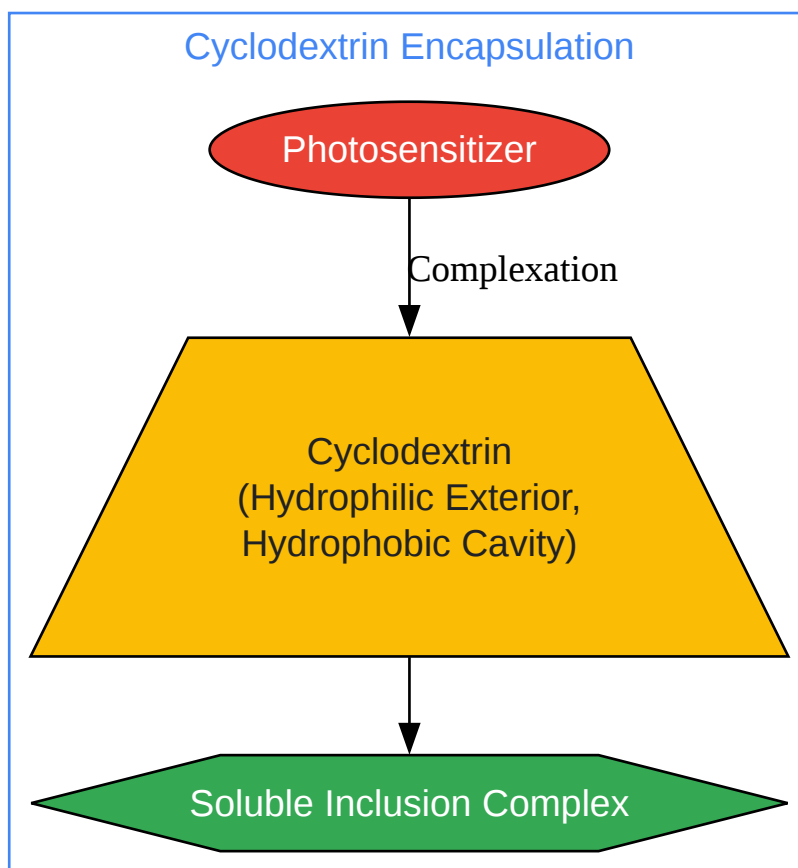 Cyclodextrin Encapsulation
Photosensitizer
Complexation
Cyclodextrin
(Hydrophilic Exterior,
Hydrophobic Cavity)
Soluble Inclusion Complex